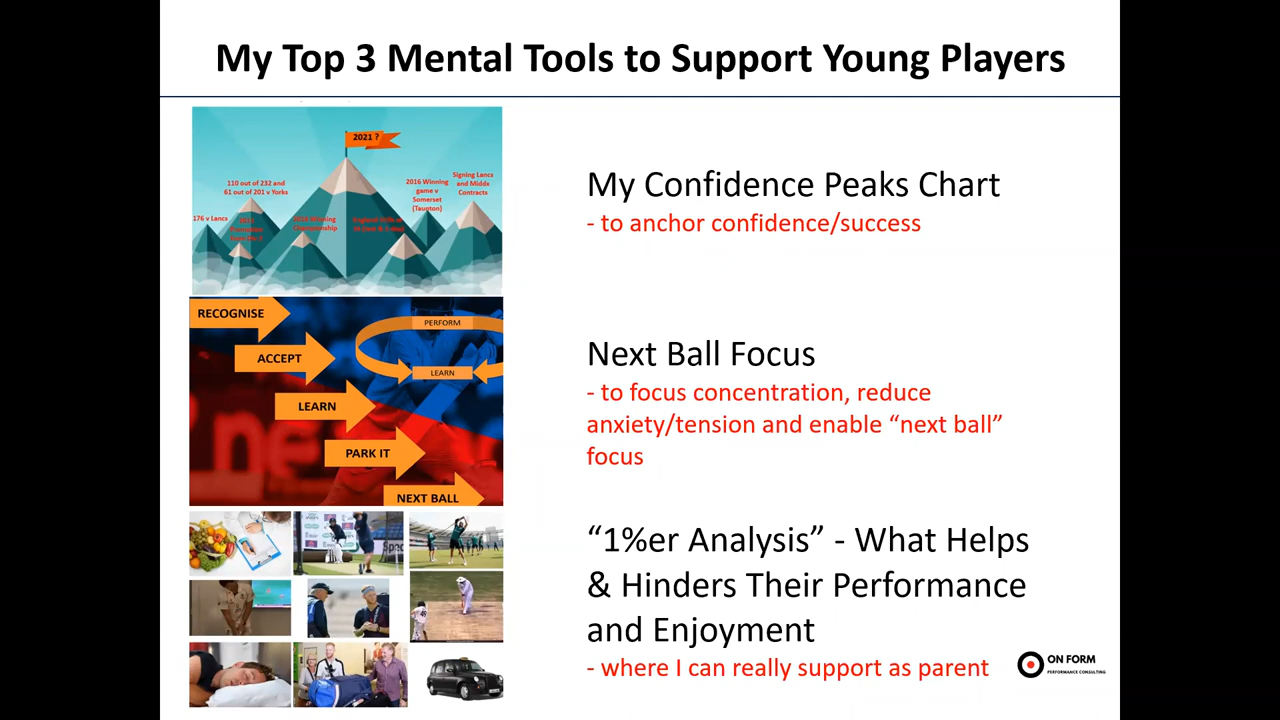 My Top 3 Mental Tools to Support Young Players
2021 ?
110 out of 232 and
61 out of 201 v Yorks
2016 Winning
game v
Somerset
(Taunton)
Signing Lancs
and Middx
Contracts
176 v Lancs
2016 Winning
Championship
My Confidence Peaks Chart
- to anchor confidence/success
RECOGNISE
ACCEPT
LEARN
PARK IT
NEXT BALL
PERFORM
LEARN
Next Ball Focus
- to focus concentration, reduce
anxiety/tension and enable “next ball”
focus
“1%er Analysis” - What Helps
& Hinders Their Performance
and Enjoyment
- where I can really support as parent
ON FORM
PERFORMANCE CONSULTING